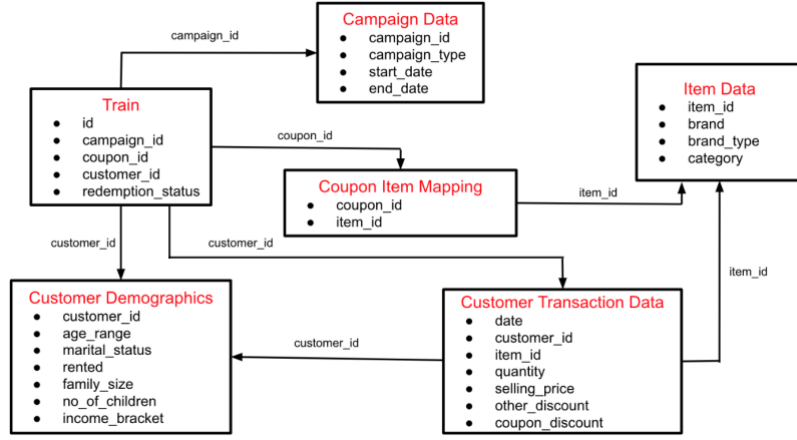 Campaign Data
campaign_id
campaign_type
start_date
end_date
campaign_id
Train
id
campaign_id
coupon_id
customer_id
redemption_status
coupon_id
Item Data
item_id
brand
brand_type
category
Coupon Item Mapping
coupon_id
item_id
item_id
customer_id
customer_id
item_id
Customer Demographics
customer_id
age_range
marital_status
rented
family_size
no_of_children
income_bracket
customer_id
Customer Transaction Data
date
customer_id
item_id
quantity
selling_price
other_discount
coupon_discount